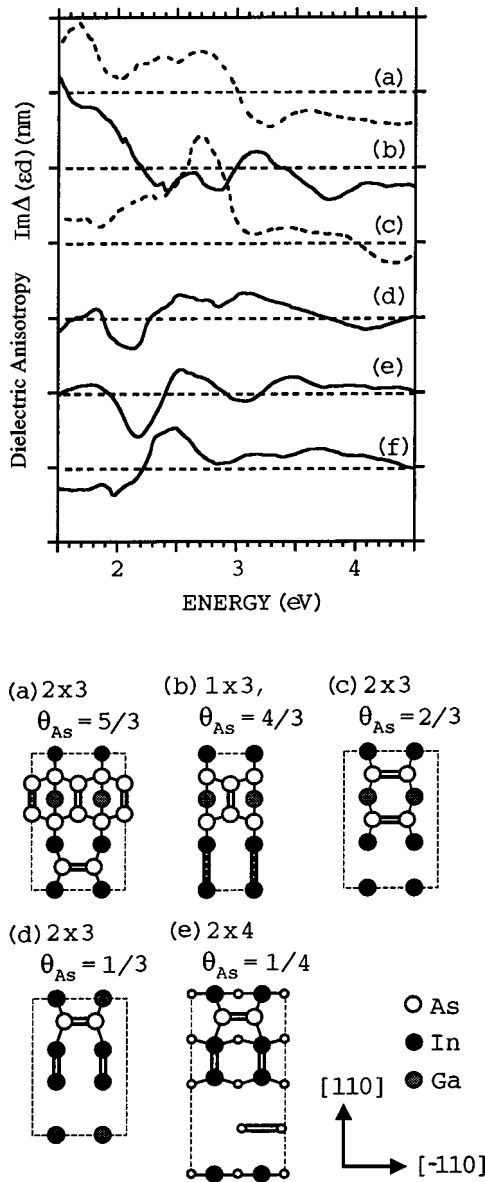 (a)
(b)
(c)
(d)
(e)
(f)
Dielectric Anisotropy ImΔ(εd)(nm)
2 3 4
ENERGY (eV)
(a) 2x3
θAs = 5/3
(b) 1x3,
θAs = 4/3
(c) 2x3
θAs = 2/3
(d) 2x3
θAs = 1/3
(e) 2x4
θAs = 1/4
As
In
Ga
[110]
[-110]